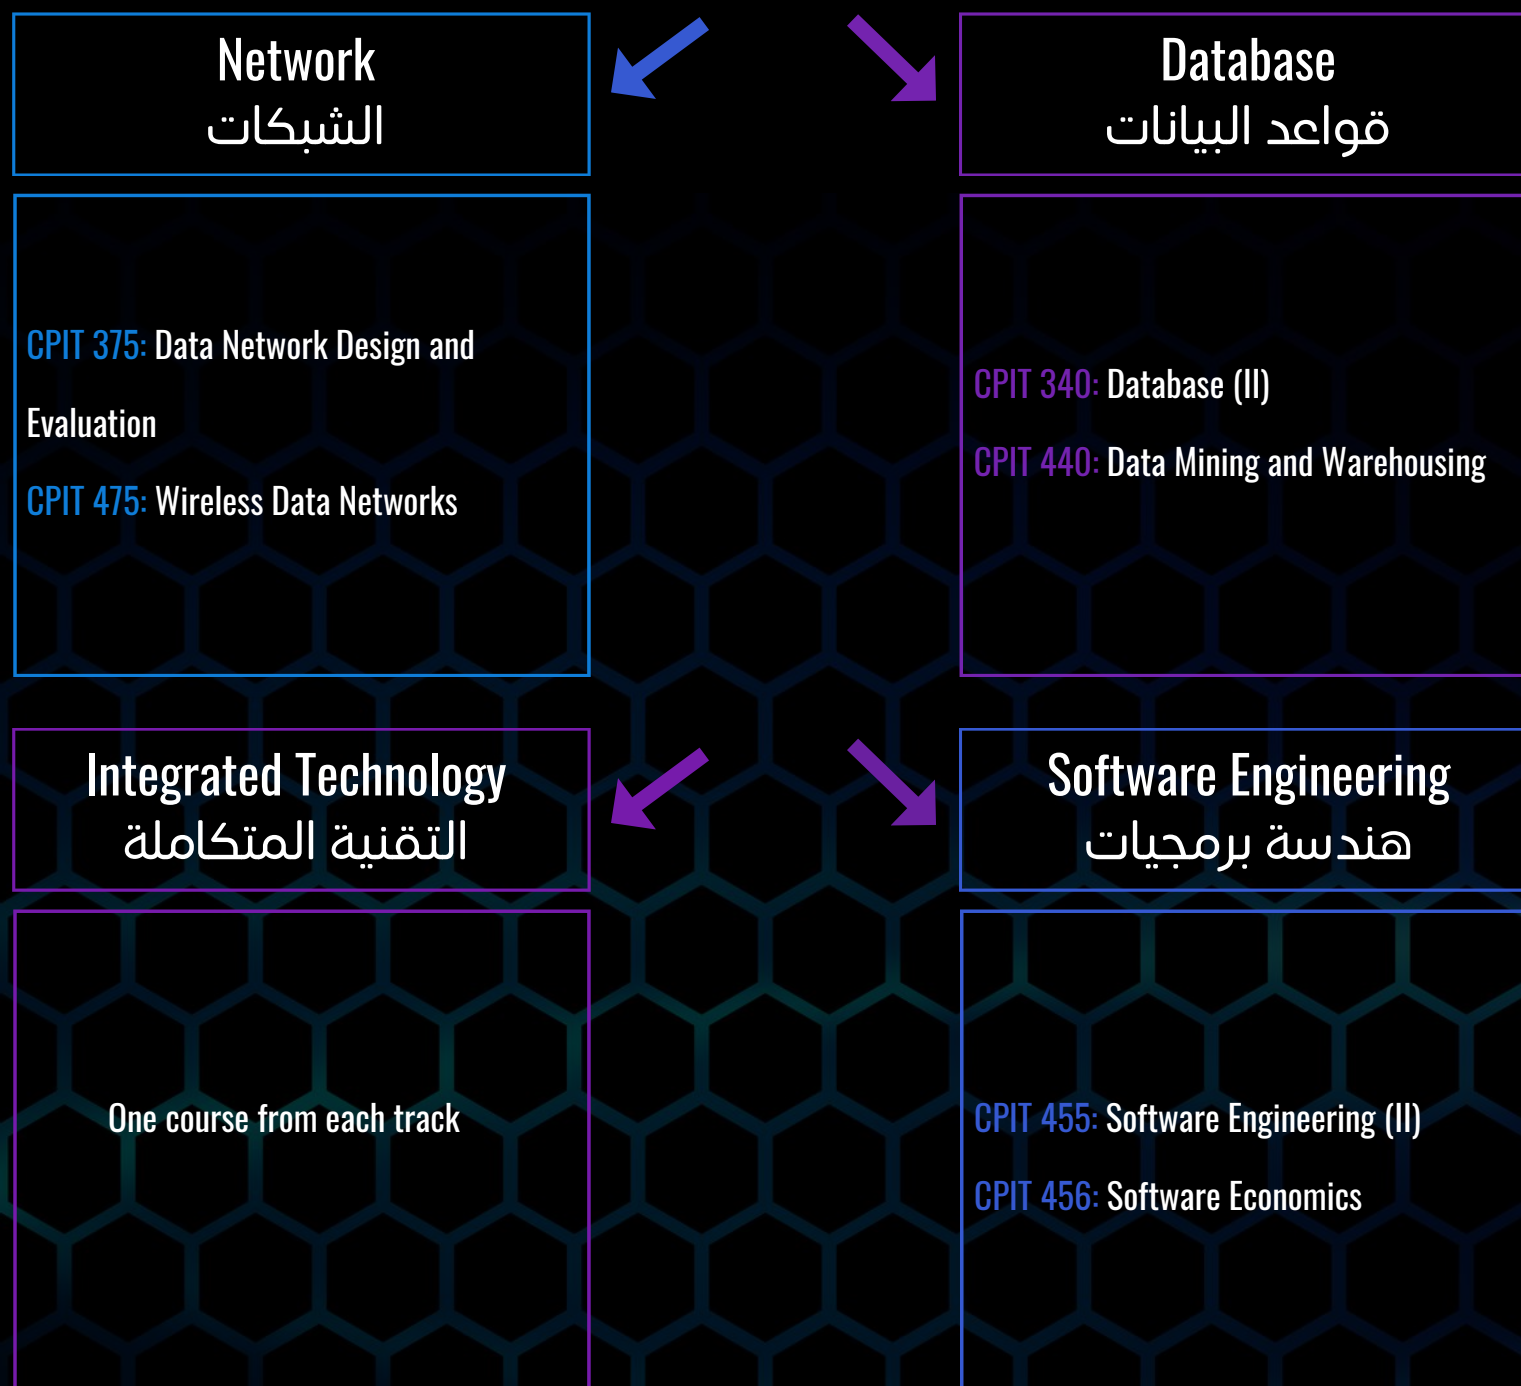 Network
الشبكات
Database
قواعد البيانات
CPIT 375: Data Network Design and
Evaluation
CPIT 475: Wireless Data Networks
CPIT 340: Database (II)
CPIT 440: Data Mining and Warehousing
Integrated Technology
التقنية المتكاملة
Software Engineering
هندسة برمجيات
One course from each track
CPIT 455: Software Engineering (II)
CPIT 456: Software Economics